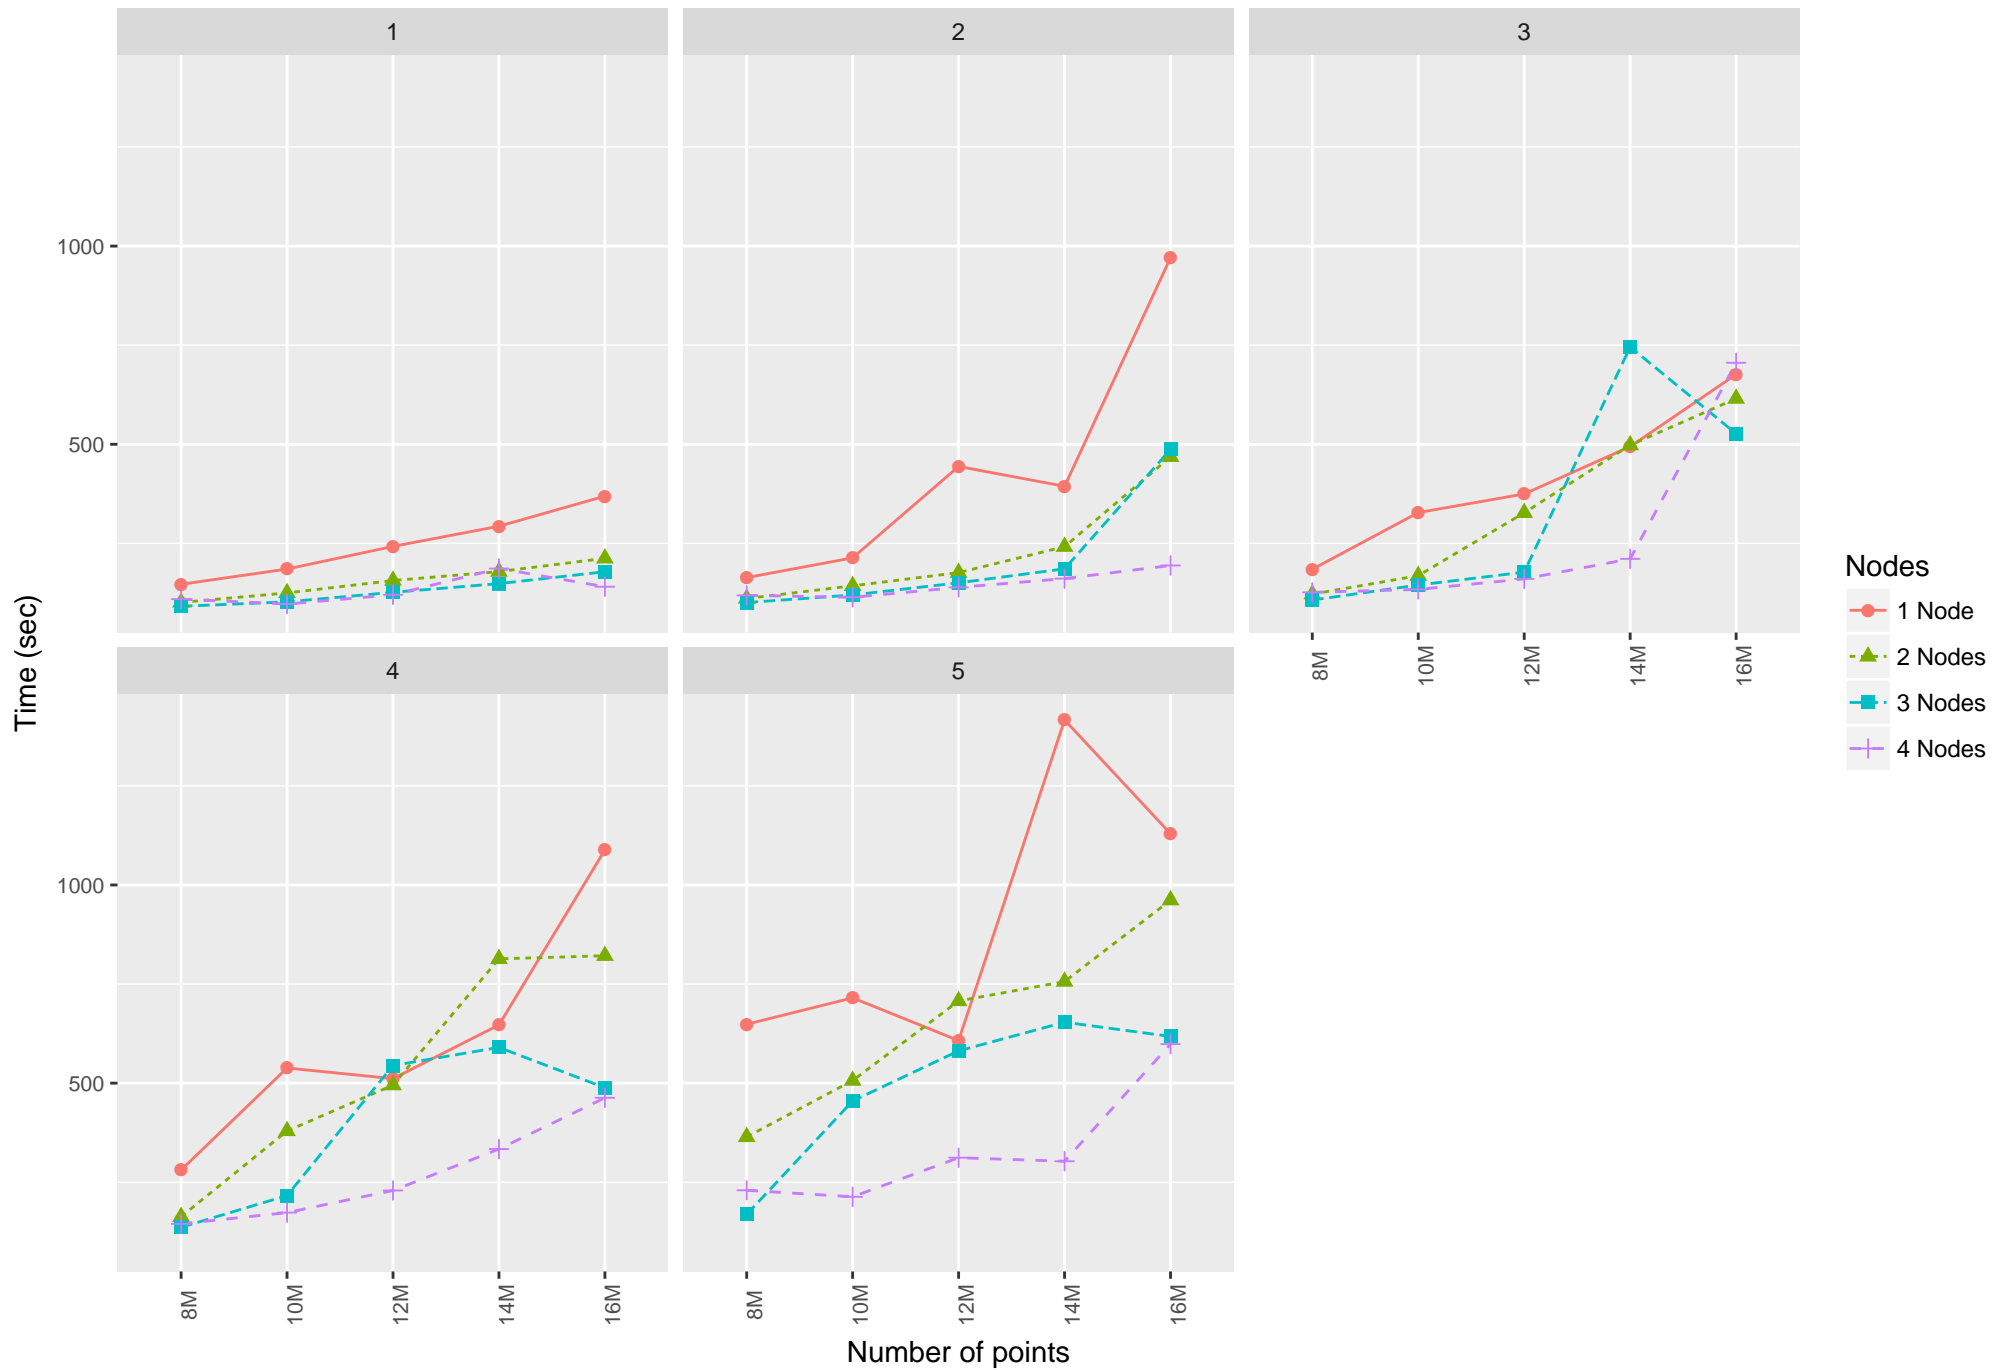 1
2
3
1000
500
8M
10M
12M
14M
16M
4
5
1000
500
8M
10M
12M
14M
16M
8M
10M
12M
14M
16M
Time (sec)
Number of points
Nodes
1 Node
2 Nodes
3 Nodes
4 Nodes